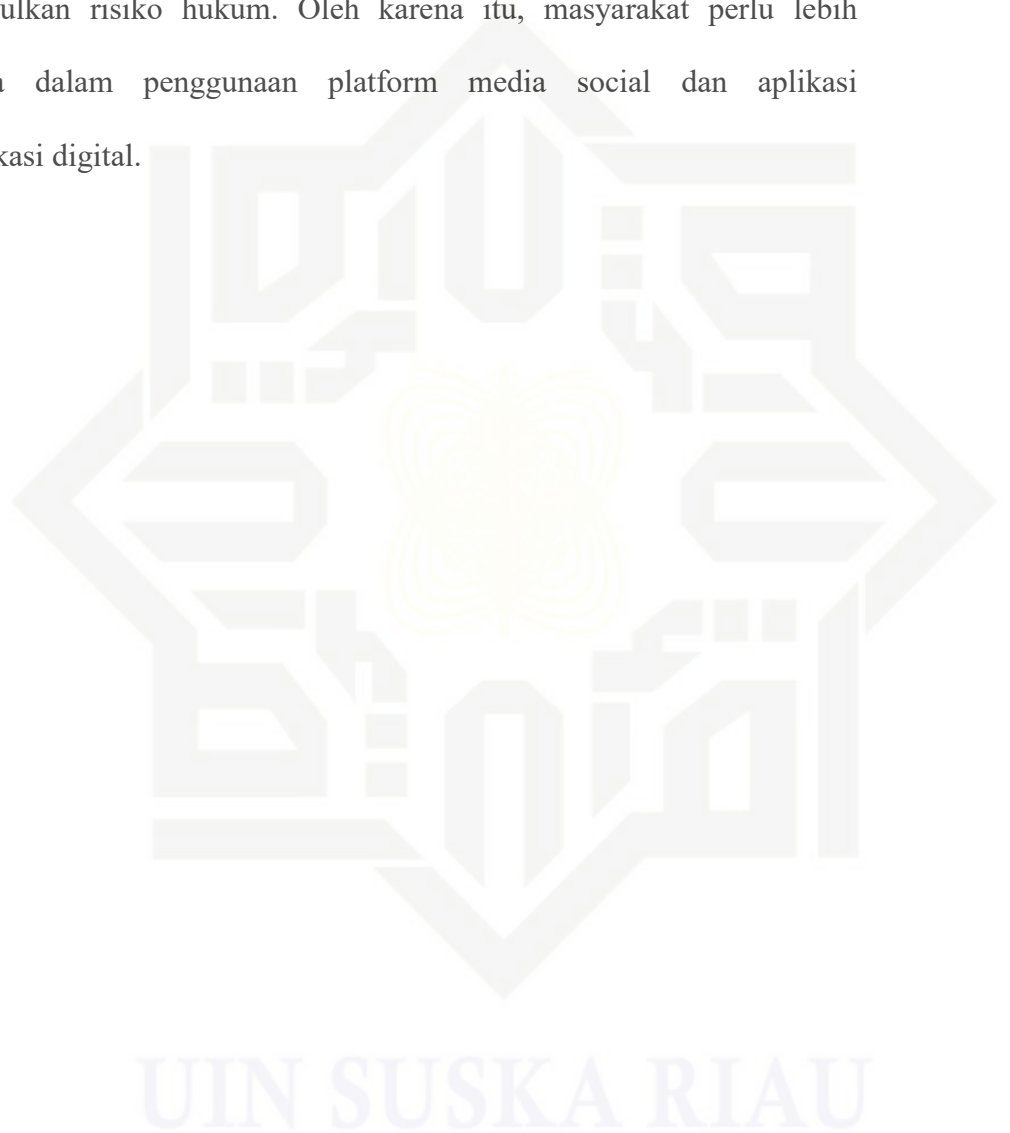 ulkan risiko hukum. Oleh karena itu, masyarakat perlu lebih
a dalam penggunaan platform media social dan aplikasi
kasi digital.
UIN SUSKA RIAU